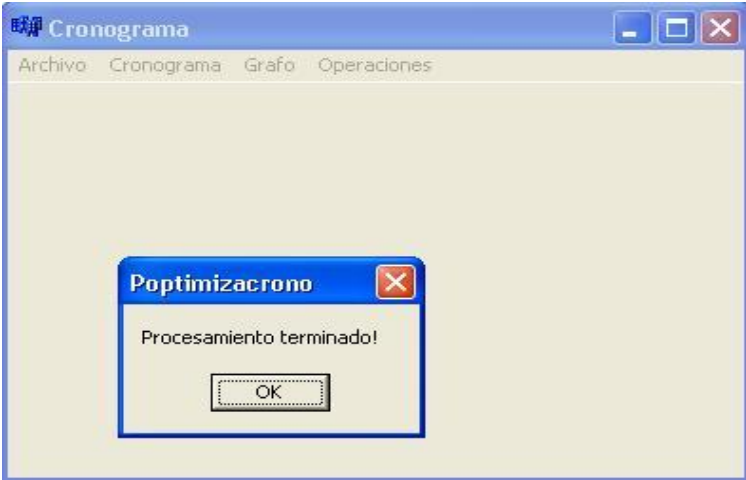 Cronograma
Archivo Cronograma Grafo Operaciones
Poptimizacrono
Procesamiento terminado!
OK